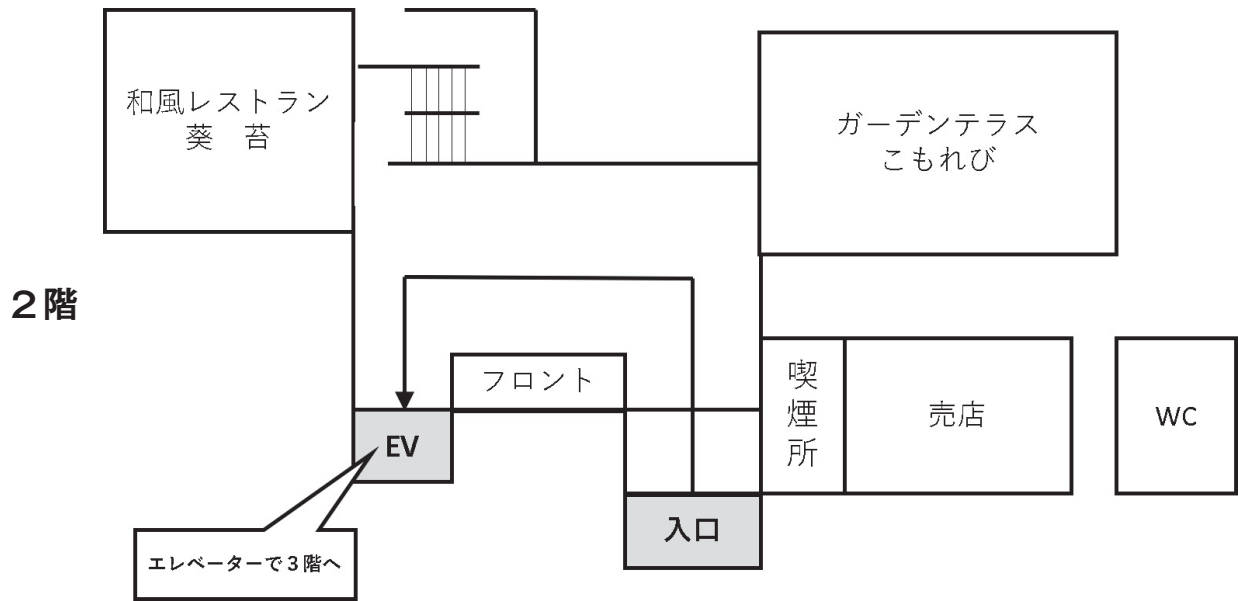 和風レストラン
葵　苔
ガーデンテラス
こもれび
２階
フロント
喫煙所
売店
WC
EV
入口
エレベーターで３階へ